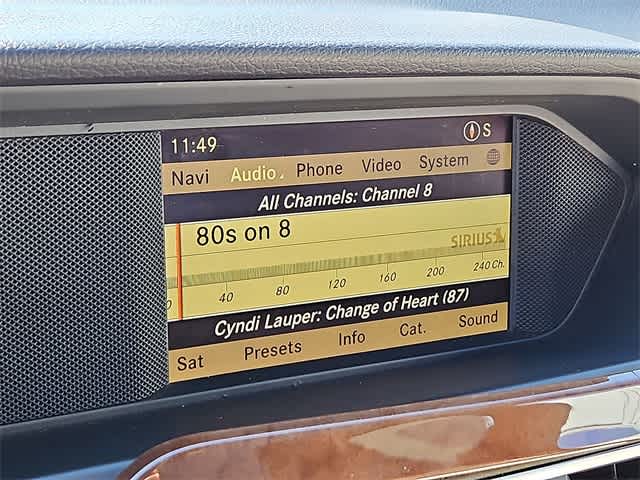 11:49 S
Navi Audio Phone Video System
All Channels: Channel 8
80s on 8
SIRIUS
0 40 80 120 160 200 240 Ch.
Cyndi Lauper: Change of Heart (87)
Sat Presets Info Cat. Sound